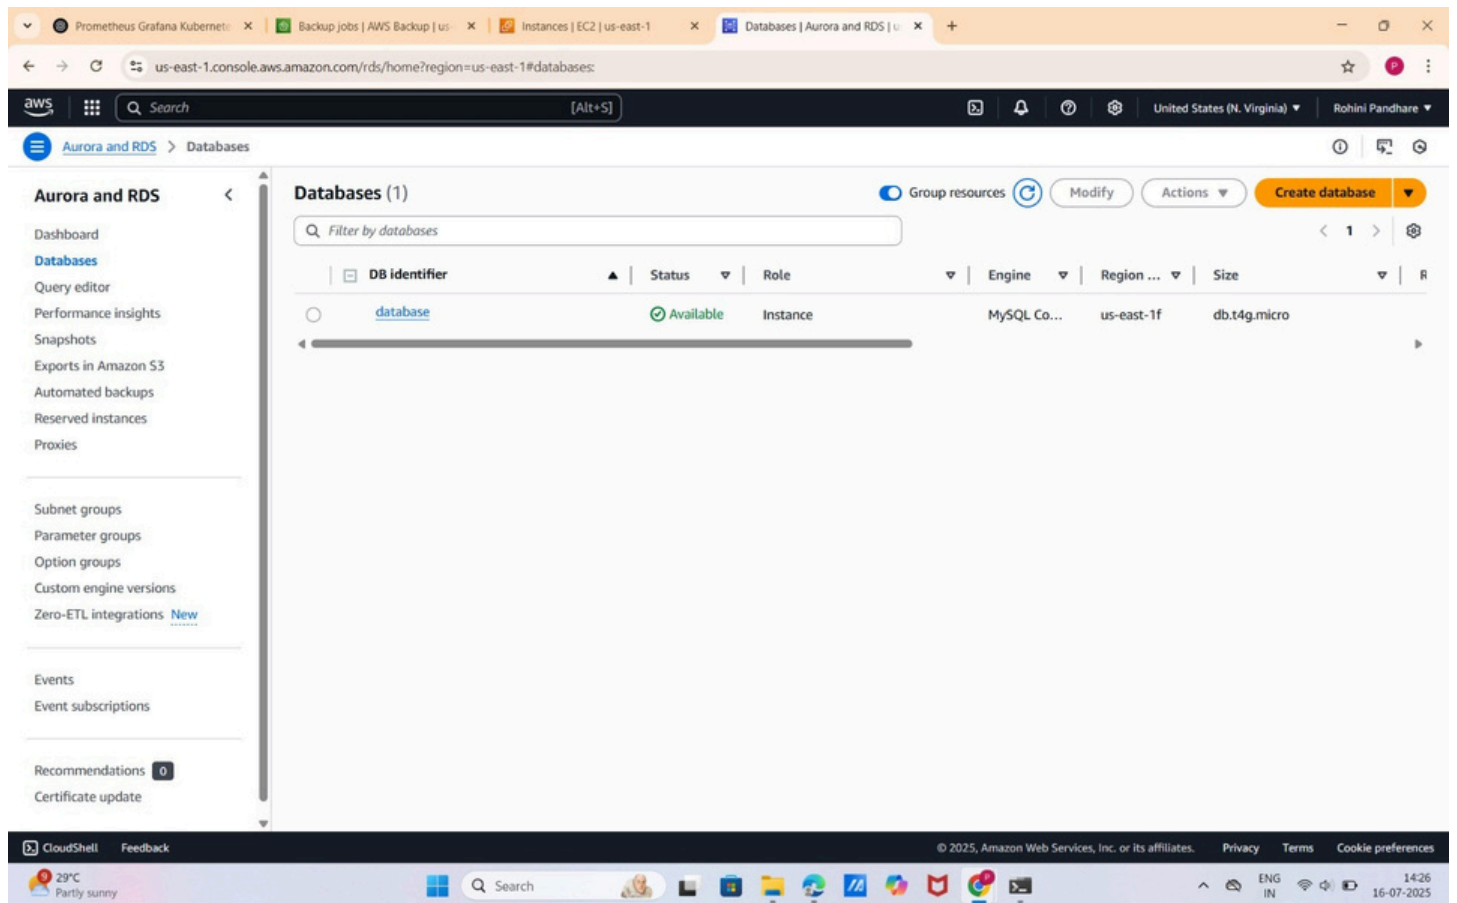 Prometheus Grafana Kubernete
Backup jobs | AWS Backup | us-
Instances | EC2 | us-east-1
Databases | Aurora and RDS | u
us-east-1.console.aws.amazon.com/rds/home?region=us-east-1#databases:
P
aws
Search
[Alt+S]
United States (N. Virginia)
Rohini Pandhare
Aurora and RDS > Databases
Aurora and RDS
Dashboard
Databases
Query editor
Performance insights
Snapshots
Exports in Amazon S3
Automated backups
Reserved instances
Proxies
Subnet groups
Parameter groups
Option groups
Custom engine versions
Zero-ETL integrations New
Events
Event subscriptions
Recommendations 0
Certificate update
Databases (1)
Group resources
Modify
Actions
Create database
Filter by databases
1
DB identifier
Status
Role
Engine
Region ...
Size
R
database
Available
Instance
MySQL Co...
us-east-1f
db.t4g.micro
CloudShell
Feedback
© 2025, Amazon Web Services, Inc. or its affiliates.
Privacy
Terms
Cookie preferences
9
29°C
Partly sunny
Search
P
ENG
IN
14:26
16-07-2025